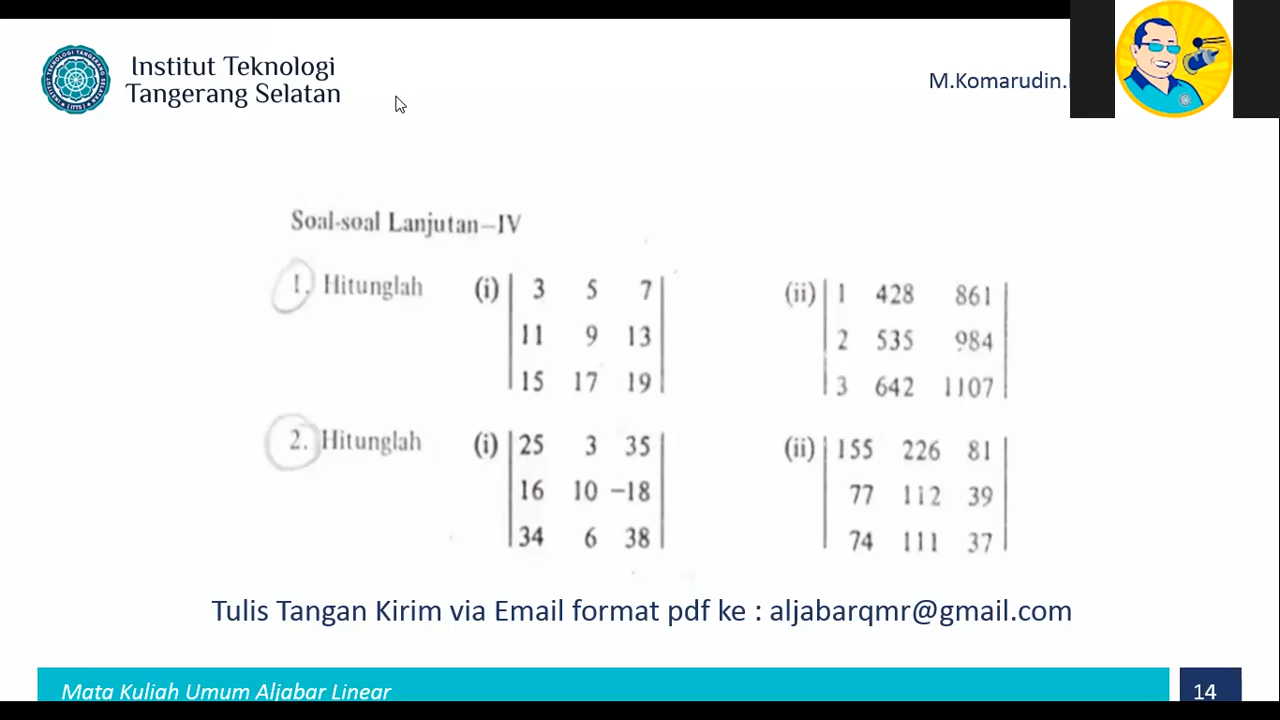 Institut Teknologi
Tangerang Selatan
M.Komarudin.
Soal-soal Lanjutan-IV
1. Hitunglah (i) | 3 5 7 | (ii) | 1 428 861 |
| 11 9 13 | | 2 535 984 |
| 15 17 19 | | 3 642 1107 |
2. Hitunglah (i) | 25 3 35 | (ii) | 155 226 81 |
| 16 10 -18 | | 77 112 39 |
| 34 6 38 | | 74 111 37 |
Tulis Tangan Kirim via Email format pdf ke : aljabarqmr@gmail.com
Mata Kuliah Umum Aljabar Linear 14